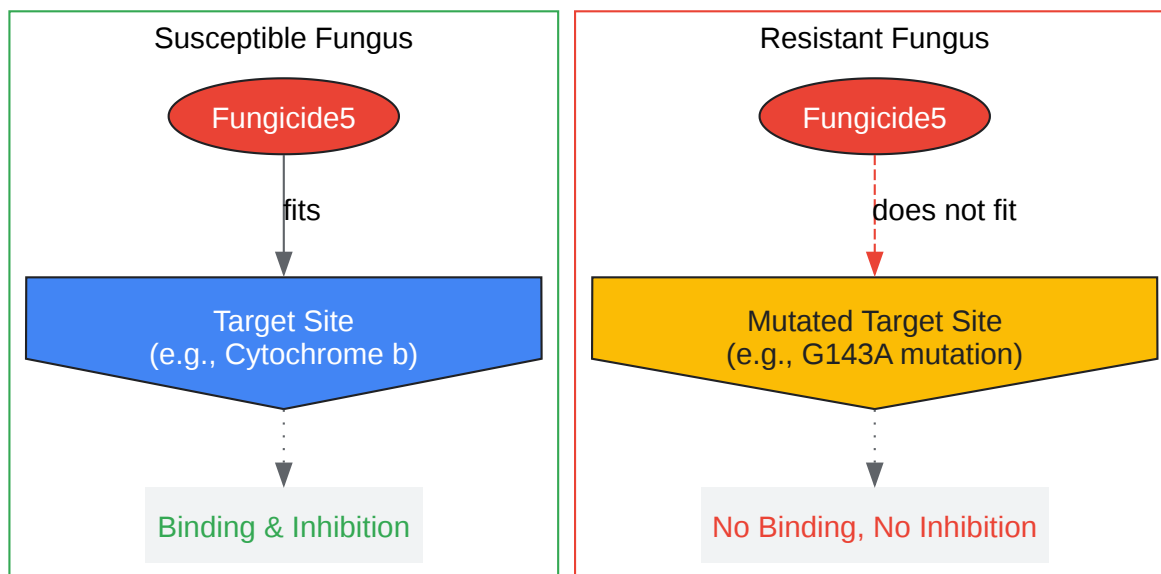 Susceptible Fungus
Fungicide5
fits
Target Site
(e.g., Cytochrome b)
Binding & Inhibition
Resistant Fungus
Fungicide5
does not fit
Mutated Target Site
(e.g., G143A mutation)
No Binding, No Inhibition